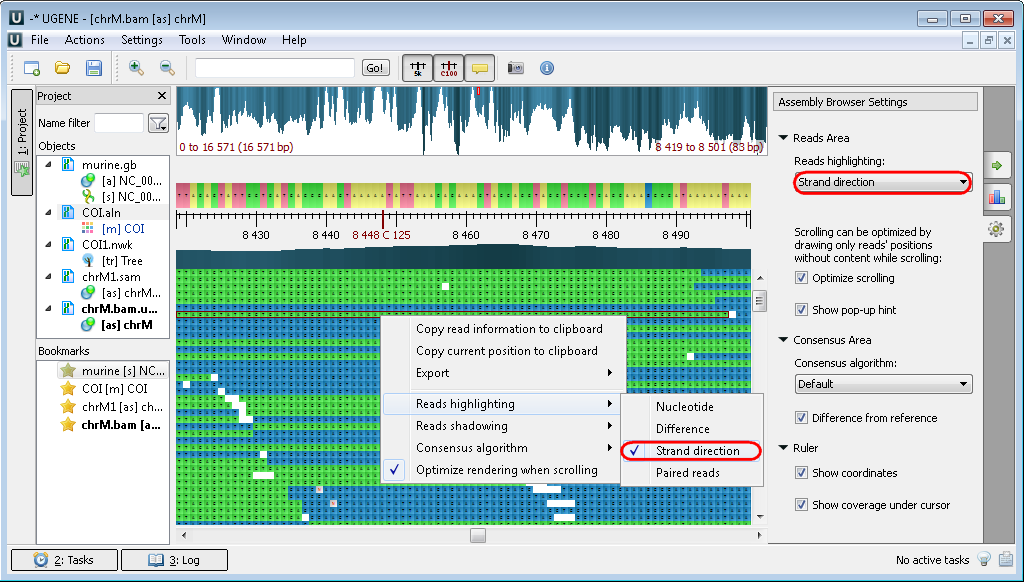 -* UGENE - [chrM.bam [as] chrM]
File Actions Settings Tools Window Help
Go!
5k
C100
1: Project
Project
Name filter
Objects
murine.gb
[a] NC_00...
[s] NC_00...
COI.aln
[m] COI
COI1.nwk
[tr] Tree
chrM1.sam
[as] chrM...
chrM.bam.u...
[as] chrM
Bookmarks
murine [s] NC...
COI [m] COI
chrM1 [as] ch...
chrM.bam [a...
0 to 16 571 (16 571 bp)
8 419 to 8 501 (83 bp)
8 430
8 440
8 448 C 125
8 460
8 470
8 480
8 490
Copy read information to clipboard
Copy current position to clipboard
Export
Reads highlighting
Reads shadowing
Consensus algorithm
Optimize rendering when scrolling
Nucleotide
Difference
Strand direction
Paired reads
Assembly Browser Settings
Reads Area
Reads highlighting:
Strand direction
Scrolling can be optimized by
drawing only reads' positions
without content while scrolling:
Optimize scrolling
Show pop-up hint
Consensus Area
Consensus algorithm:
Default
Difference from reference
Ruler
Show coordinates
Show coverage under cursor
2: Tasks
3: Log
No active tasks